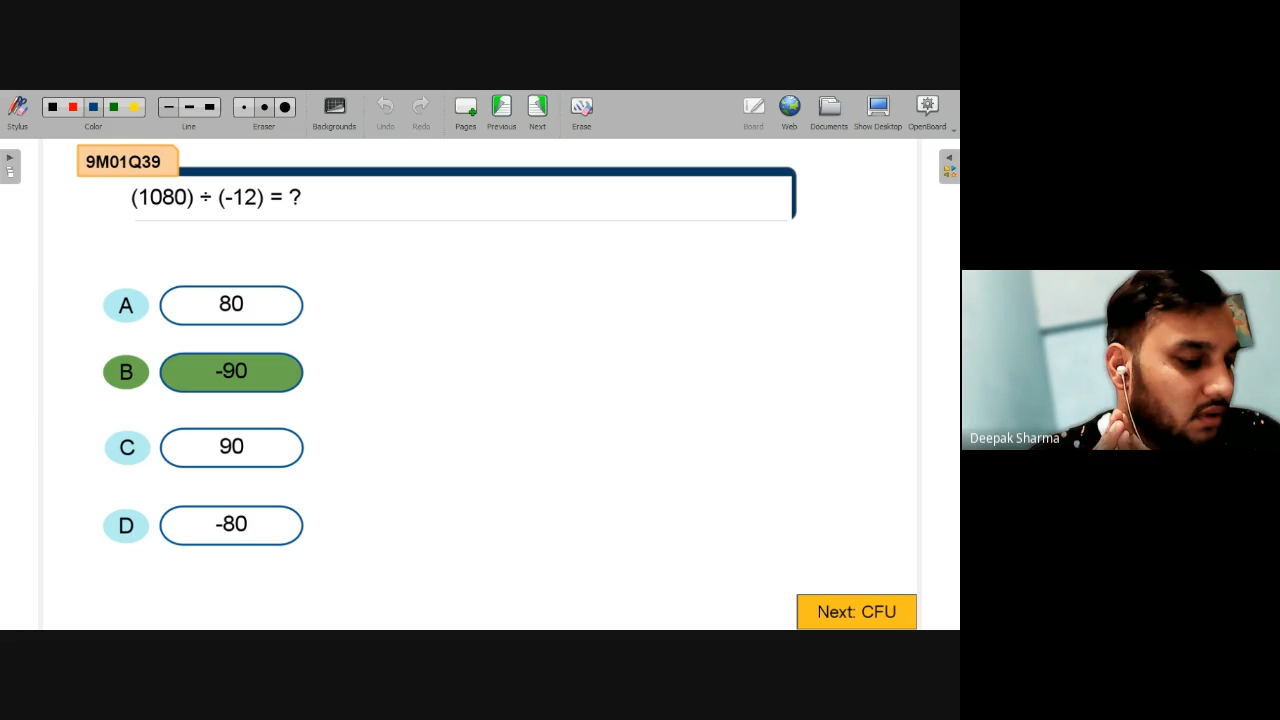 Stylus
Color
Line
Eraser
Backgrounds
Undo
Redo
Pages
Previous
Next
Erase
Board
Web
Documents
Show Desktop
OpenBoard
9M01Q39
(1080) ÷ (-12) = ?
A 80
B -90
C 90
D -80
Next: CFU
Deepak Sharma